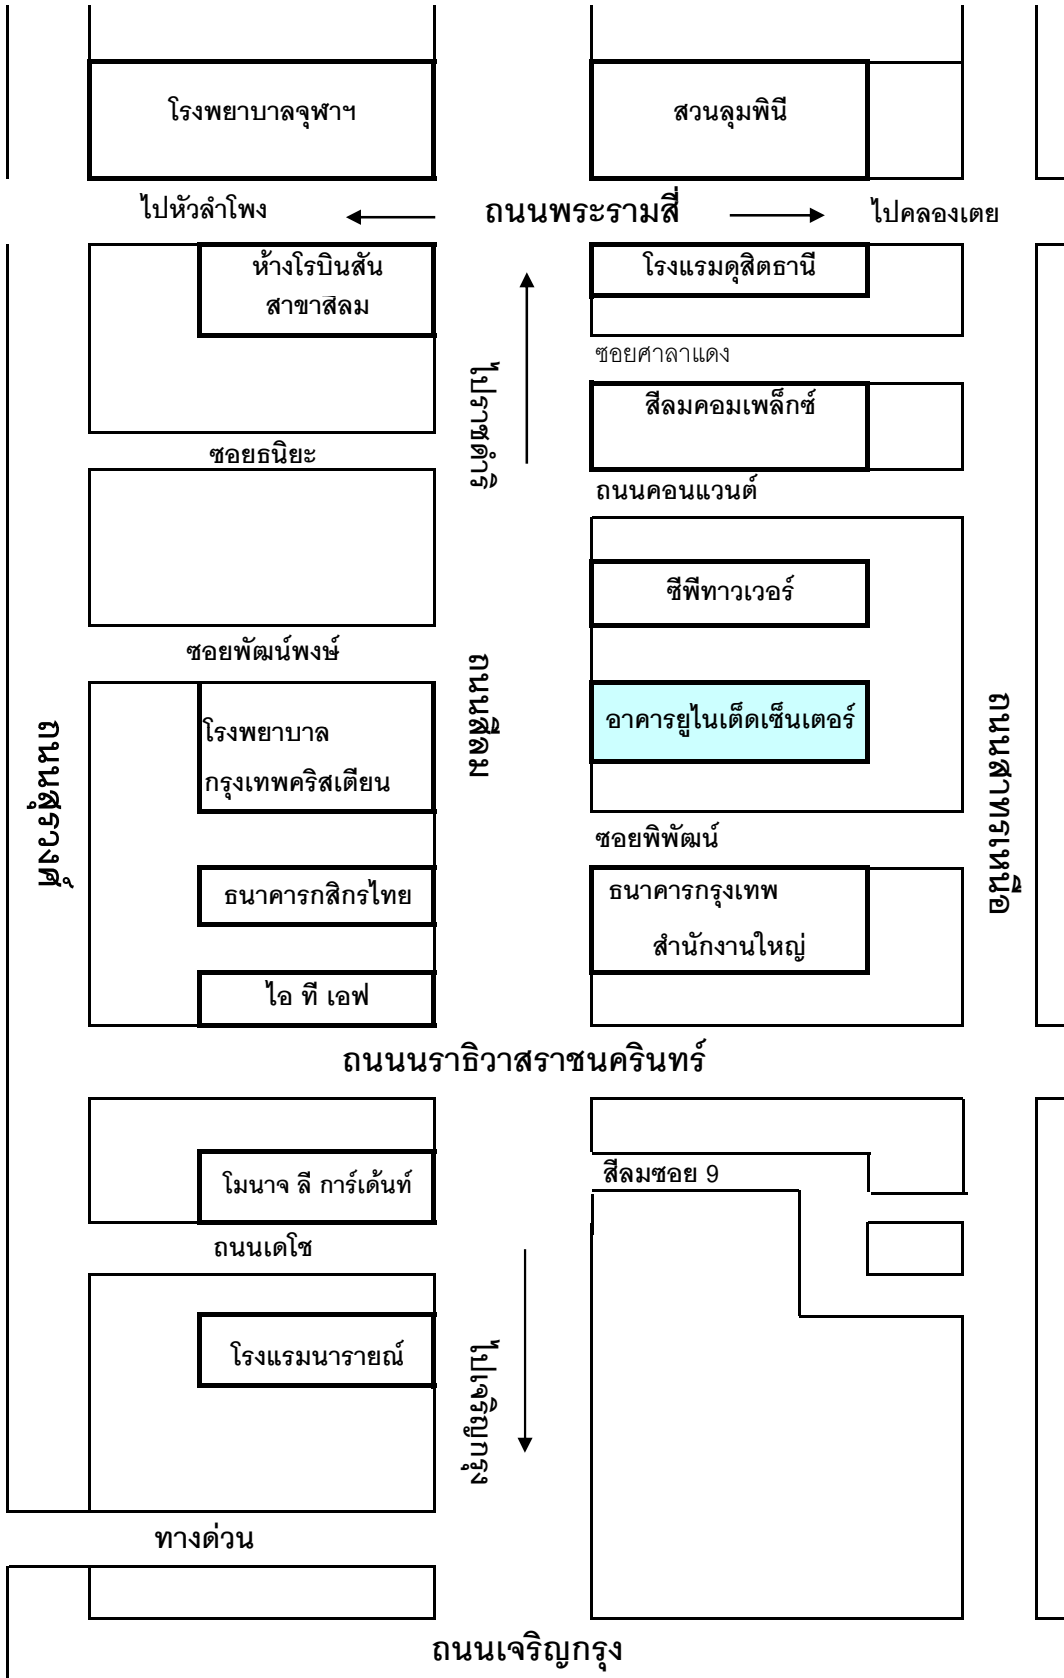 โรงพยาบาลจุฬาฯ
สวนลุมพินี
ไปหัวลำโพง
ถนนพระรามสี่
ไปคลองเตย
ห้างโรบินสัน
สาขาสีลม
โรงแรมดุสิตธานี
ซอยศาลาแดง
ไปราชดำริ
สีลมคอมเพล็กซ์
ซอยธนิยะ
ถนนคอนแวนต์
ซีพีทาวเวอร์
ซอยพัฒน์พงษ์
ถนนสีลม
อาคารยูไนเต็ดเซ็นเตอร์
ถนนสุรวงศ์
โรงพยาบาล
กรุงเทพคริสเตียน
ถนนสาทรเหนือ
ซอยพิพัฒน์
ธนาคารกสิกรไทย
ธนาคารกรุงเทพ
สำนักงานใหญ่
ไอ ที เอฟ
ถนนนราธิวาสราชนครินทร์
โมนาจ ลี การ์เด้นท์
สีลมซอย 9
ถนนเดโช
โรงแรมนารายณ์
ไปเจริญกรุง
ทางด่วน
ถนนเจริญกรุง